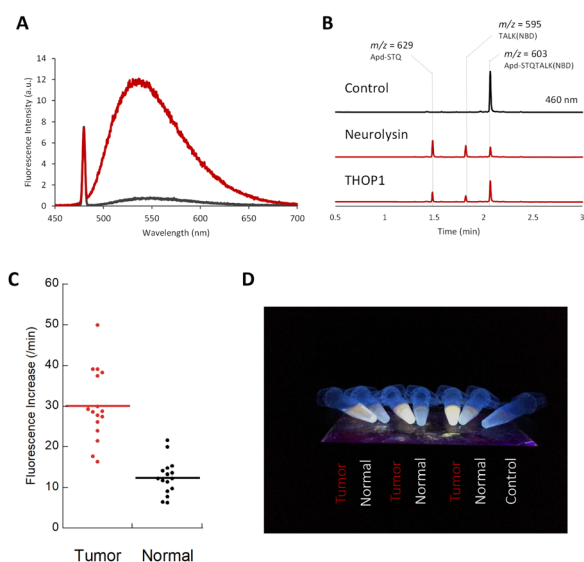 A
Fluorescence Intensity (a.u.)
14
12
10
8
6
4
2
0
450
500
550
600
650
700
Wavelength (nm)
B
m/z = 629
Apd-STQ
m/z = 595
TALK(NBD)
m/z = 603
Apd-STQTALK(NBD)
Control
460 nm
Neurolysin
THOP1
0.5
1
1.5
2
2.5
3
Time (min)
C
Fluorescence Increase (/min)
60
50
40
30
20
10
0
Tumor
Normal
D
Tumor
Normal
Tumor
Normal
Tumor
Normal
Control